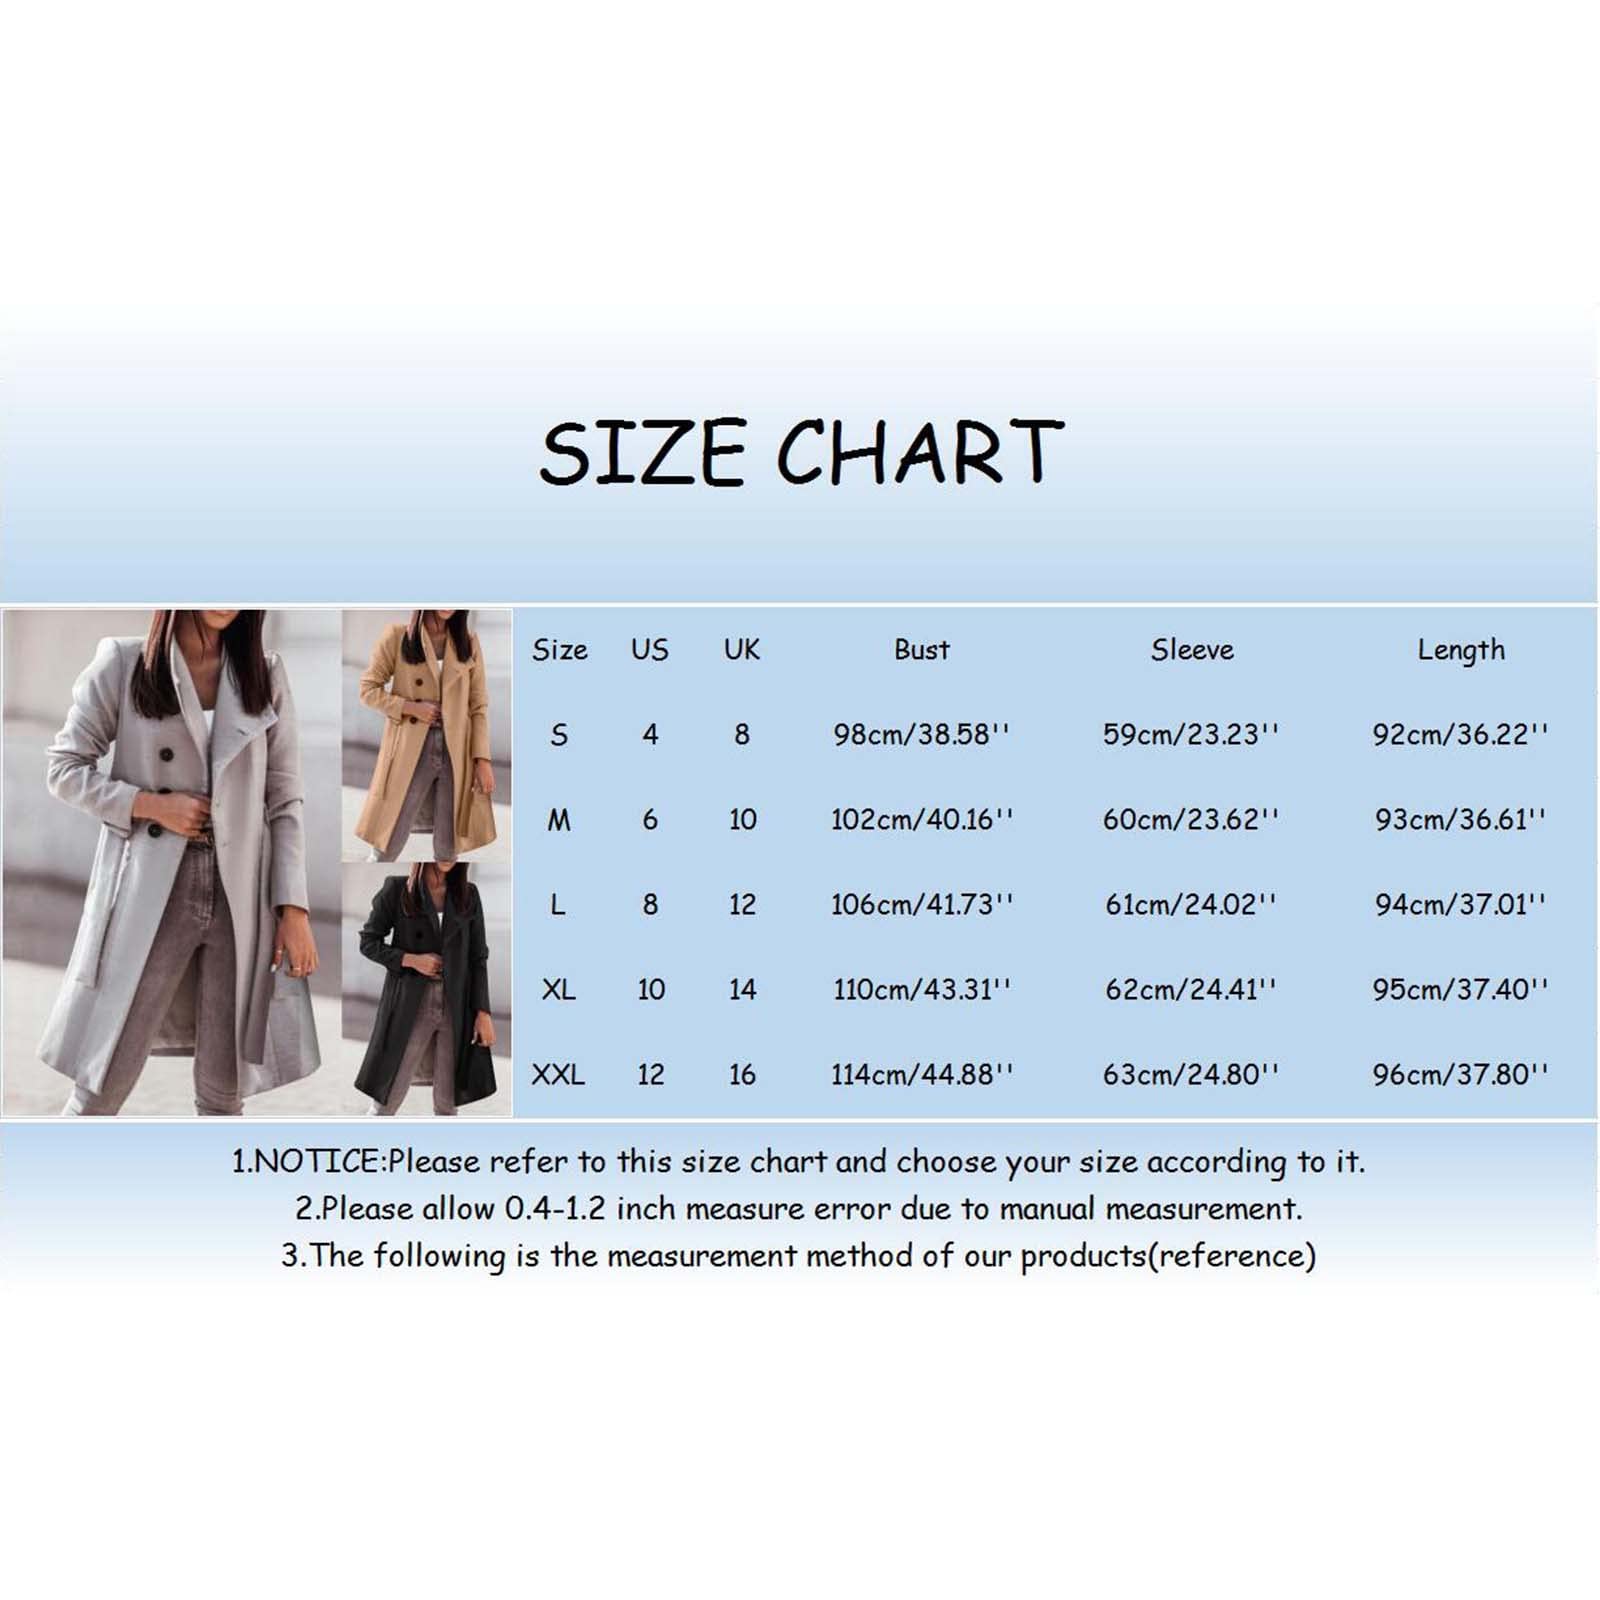 SIZE CHART
Size US UK Bust Sleeve Length
S 4 8 98cm/38.58'' 59cm/23.23'' 92cm/36.22''
M 6 10 102cm/40.16'' 60cm/23.62'' 93cm/36.61''
L 8 12 106cm/41.73'' 61cm/24.02'' 94cm/37.01''
XL 10 14 110cm/43.31'' 62cm/24.41'' 95cm/37.40''
XXL 12 16 114cm/44.88'' 63cm/24.80'' 96cm/37.80''
1.NOTICE:Please refer to this size chart and choose your size according to it.
2.Please allow 0.4-1.2 inch measure error due to manual measurement.
3.The following is the measurement method of our products(reference)